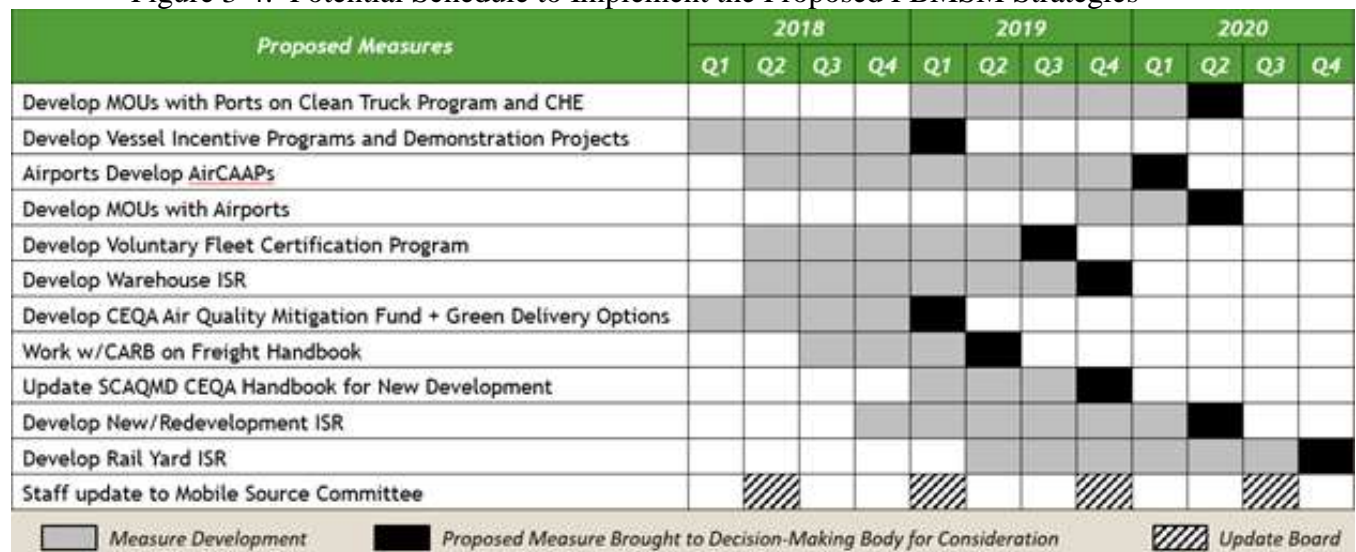 Figure 3-4. Potential Schedule to Implement the Proposed FBMSM Strategies
Proposed Measures 2018 2019 2020
Q1 Q2 Q3 Q4 Q1 Q2 Q3 Q4 Q1 Q2 Q3 Q4
Develop MOUs with Ports on Clean Truck Program and CHE
Develop Vessel Incentive Programs and Demonstration Projects
Airports Develop AirCAAPs
Develop MOUs with Airports
Develop Voluntary Fleet Certification Program
Develop Warehouse ISR
Develop CEQA Air Quality Mitigation Fund + Green Delivery Options
Work w/CARB on Freight Handbook
Update SCAQMD CEQA Handbook for New Development
Develop New/Redevelopment ISR
Develop Rail Yard ISR
Staff update to Mobile Source Committee
Measure Development Proposed Measure Brought to Decision-Making Body for Consideration Update Board